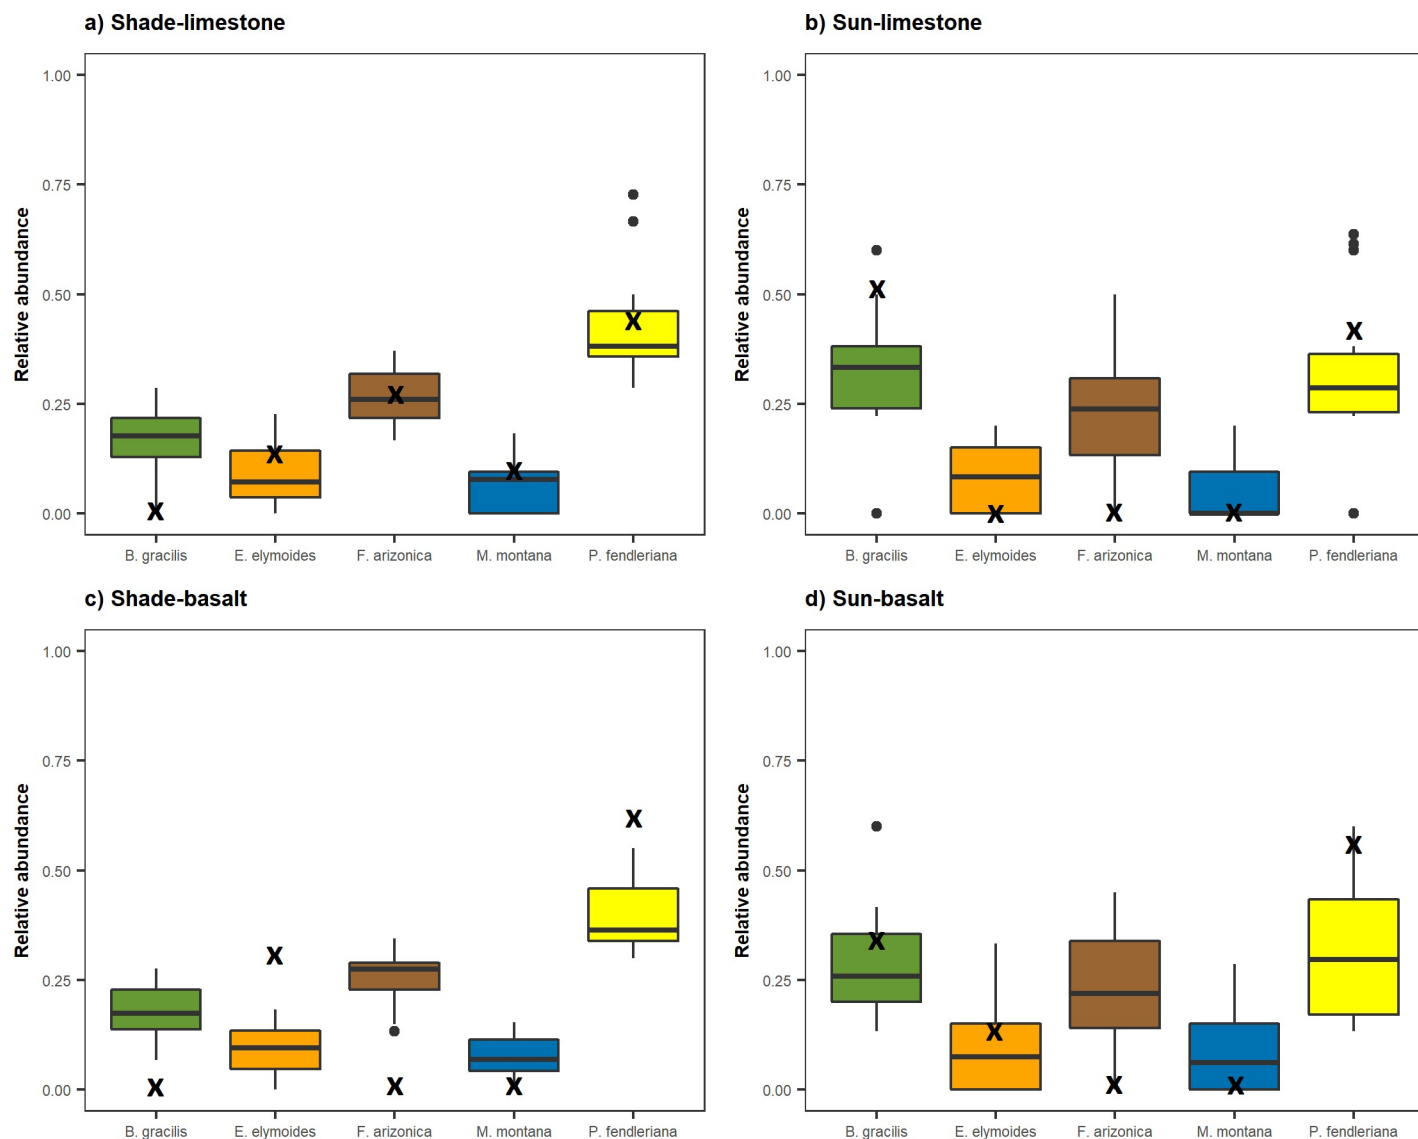 a) Shade-limestone
b) Sun-limestone
Relative abundance
1.00
0.75
0.50
0.25
0.00
X
X
X
X
X
B. gracilis
E. elymoides
F. arizonica
M. montana
P. fendleriana
Relative abundance
1.00
0.75
0.50
0.25
0.00
X
X
X
X
X
B. gracilis
E. elymoides
F. arizonica
M. montana
P. fendleriana
c) Shade-basalt
d) Sun-basalt
Relative abundance
1.00
0.75
0.50
0.25
0.00
X
X
X
X
X
B. gracilis
E. elymoides
F. arizonica
M. montana
P. fendleriana
Relative abundance
1.00
0.75
0.50
0.25
0.00
X
X
X
X
X
B. gracilis
E. elymoides
F. arizonica
M. montana
P. fendleriana